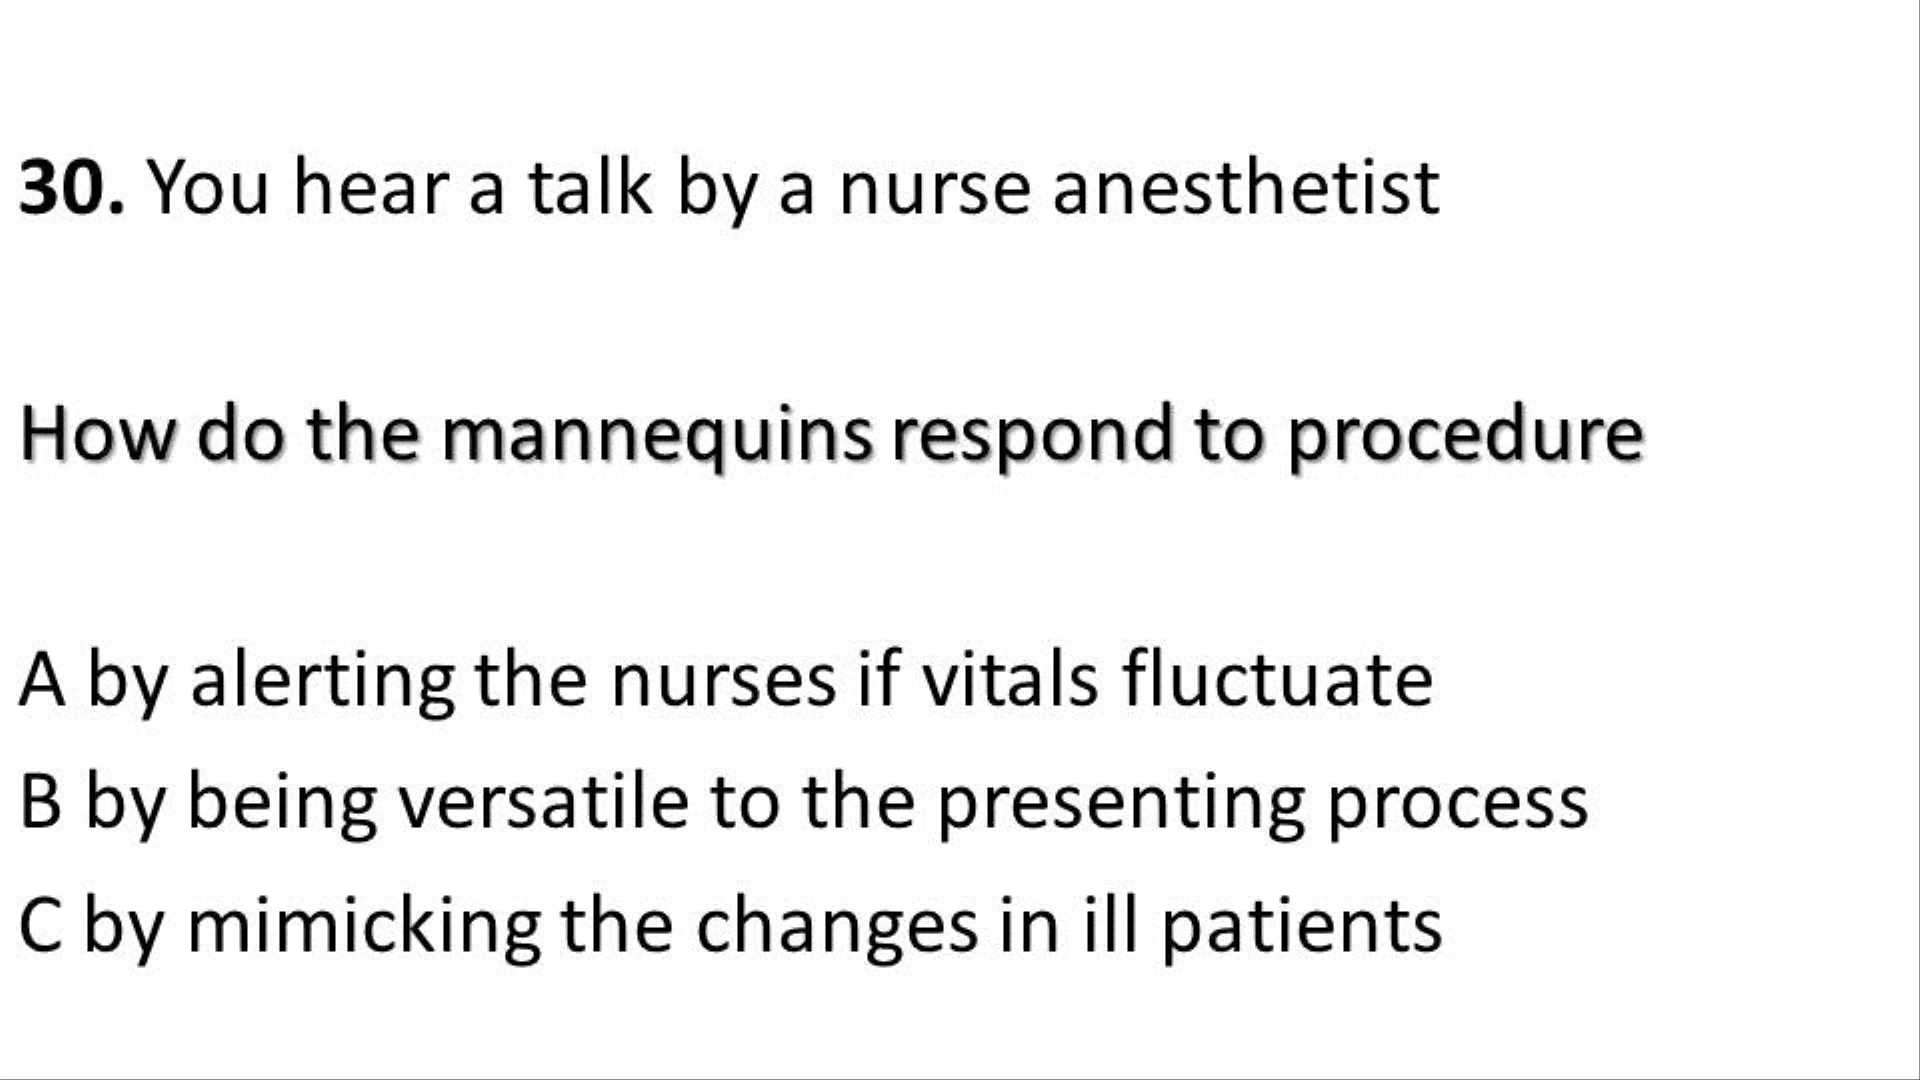 30. You hear a talk by a nurse anesthetist
How do the mannequins respond to procedure
A by alerting the nurses if vitals fluctuate
B by being versatile to the presenting process
C by mimicking the changes in ill patients